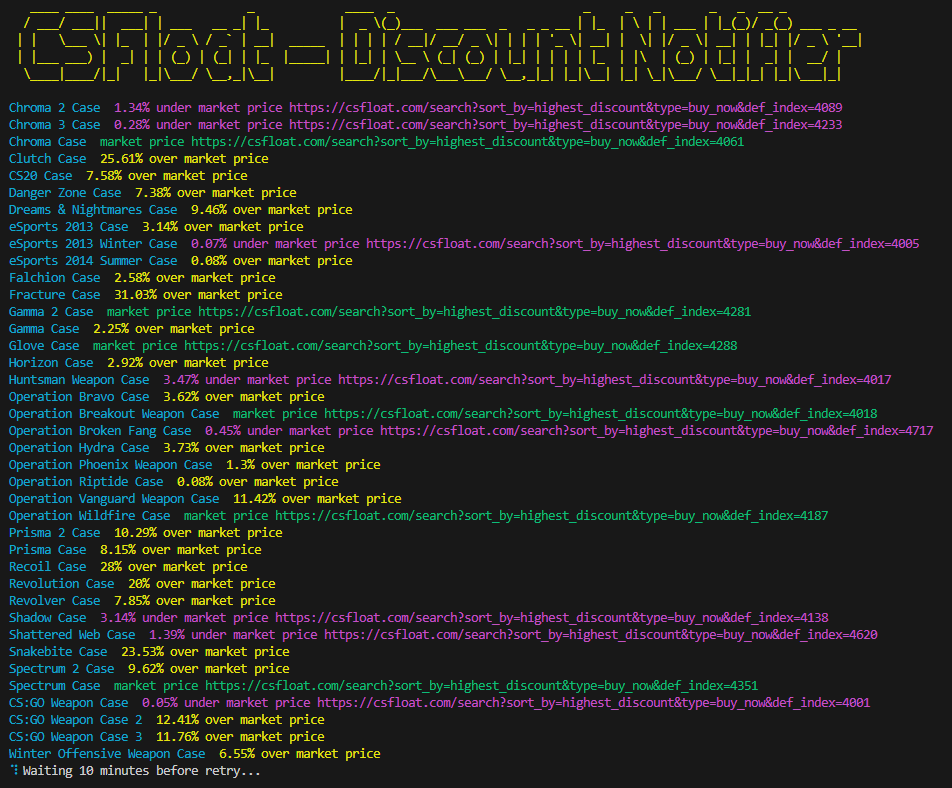 CSFloat - Discount Notifier
Chroma 2 Case 1.34% under market price https://csfloat.com/search?sort_by=highest_discount&type=buy_now&def_index=4089
Chroma 3 Case 0.28% under market price https://csfloat.com/search?sort_by=highest_discount&type=buy_now&def_index=4233
Chroma Case market price https://csfloat.com/search?sort_by=highest_discount&type=buy_now&def_index=4061
Clutch Case 25.61% over market price
CS20 Case 7.58% over market price
Danger Zone Case 7.38% over market price
Dreams & Nightmares Case 9.46% over market price
eSports 2013 Case 3.14% over market price
eSports 2013 Winter Case 0.07% under market price https://csfloat.com/search?sort_by=highest_discount&type=buy_now&def_index=4005
eSports 2014 Summer Case 0.08% over market price
Falchion Case 2.58% over market price
Fracture Case 31.03% over market price
Gamma 2 Case market price https://csfloat.com/search?sort_by=highest_discount&type=buy_now&def_index=4281
Gamma Case 2.25% over market price
Glove Case market price https://csfloat.com/search?sort_by=highest_discount&type=buy_now&def_index=4288
Horizon Case 2.92% over market price
Huntsman Weapon Case 3.47% under market price https://csfloat.com/search?sort_by=highest_discount&type=buy_now&def_index=4017
Operation Bravo Case 3.62% over market price
Operation Breakout Weapon Case market price https://csfloat.com/search?sort_by=highest_discount&type=buy_now&def_index=4018
Operation Broken Fang Case 0.45% under market price https://csfloat.com/search?sort_by=highest_discount&type=buy_now&def_index=4717
Operation Hydra Case 3.73% over market price
Operation Phoenix Weapon Case 1.3% over market price
Operation Riptide Case 0.08% over market price
Operation Vanguard Weapon Case 11.42% over market price
Operation Wildfire Case market price https://csfloat.com/search?sort_by=highest_discount&type=buy_now&def_index=4187
Prisma 2 Case 10.29% over market price
Prisma Case 8.15% over market price
Recoil Case 28% over market price
Revolution Case 20% over market price
Revolver Case 7.85% over market price
Shadow Case 3.14% under market price https://csfloat.com/search?sort_by=highest_discount&type=buy_now&def_index=4138
Shattered Web Case 1.39% under market price https://csfloat.com/search?sort_by=highest_discount&type=buy_now&def_index=4620
Snakebite Case 23.53% over market price
Spectrum 2 Case 9.62% over market price
Spectrum Case market price https://csfloat.com/search?sort_by=highest_discount&type=buy_now&def_index=4351
CS:GO Weapon Case 0.05% under market price https://csfloat.com/search?sort_by=highest_discount&type=buy_now&def_index=4001
CS:GO Weapon Case 2 12.41% over market price
CS:GO Weapon Case 3 11.76% over market price
Winter Offensive Weapon Case 6.55% over market price
Waiting 10 minutes before retry...